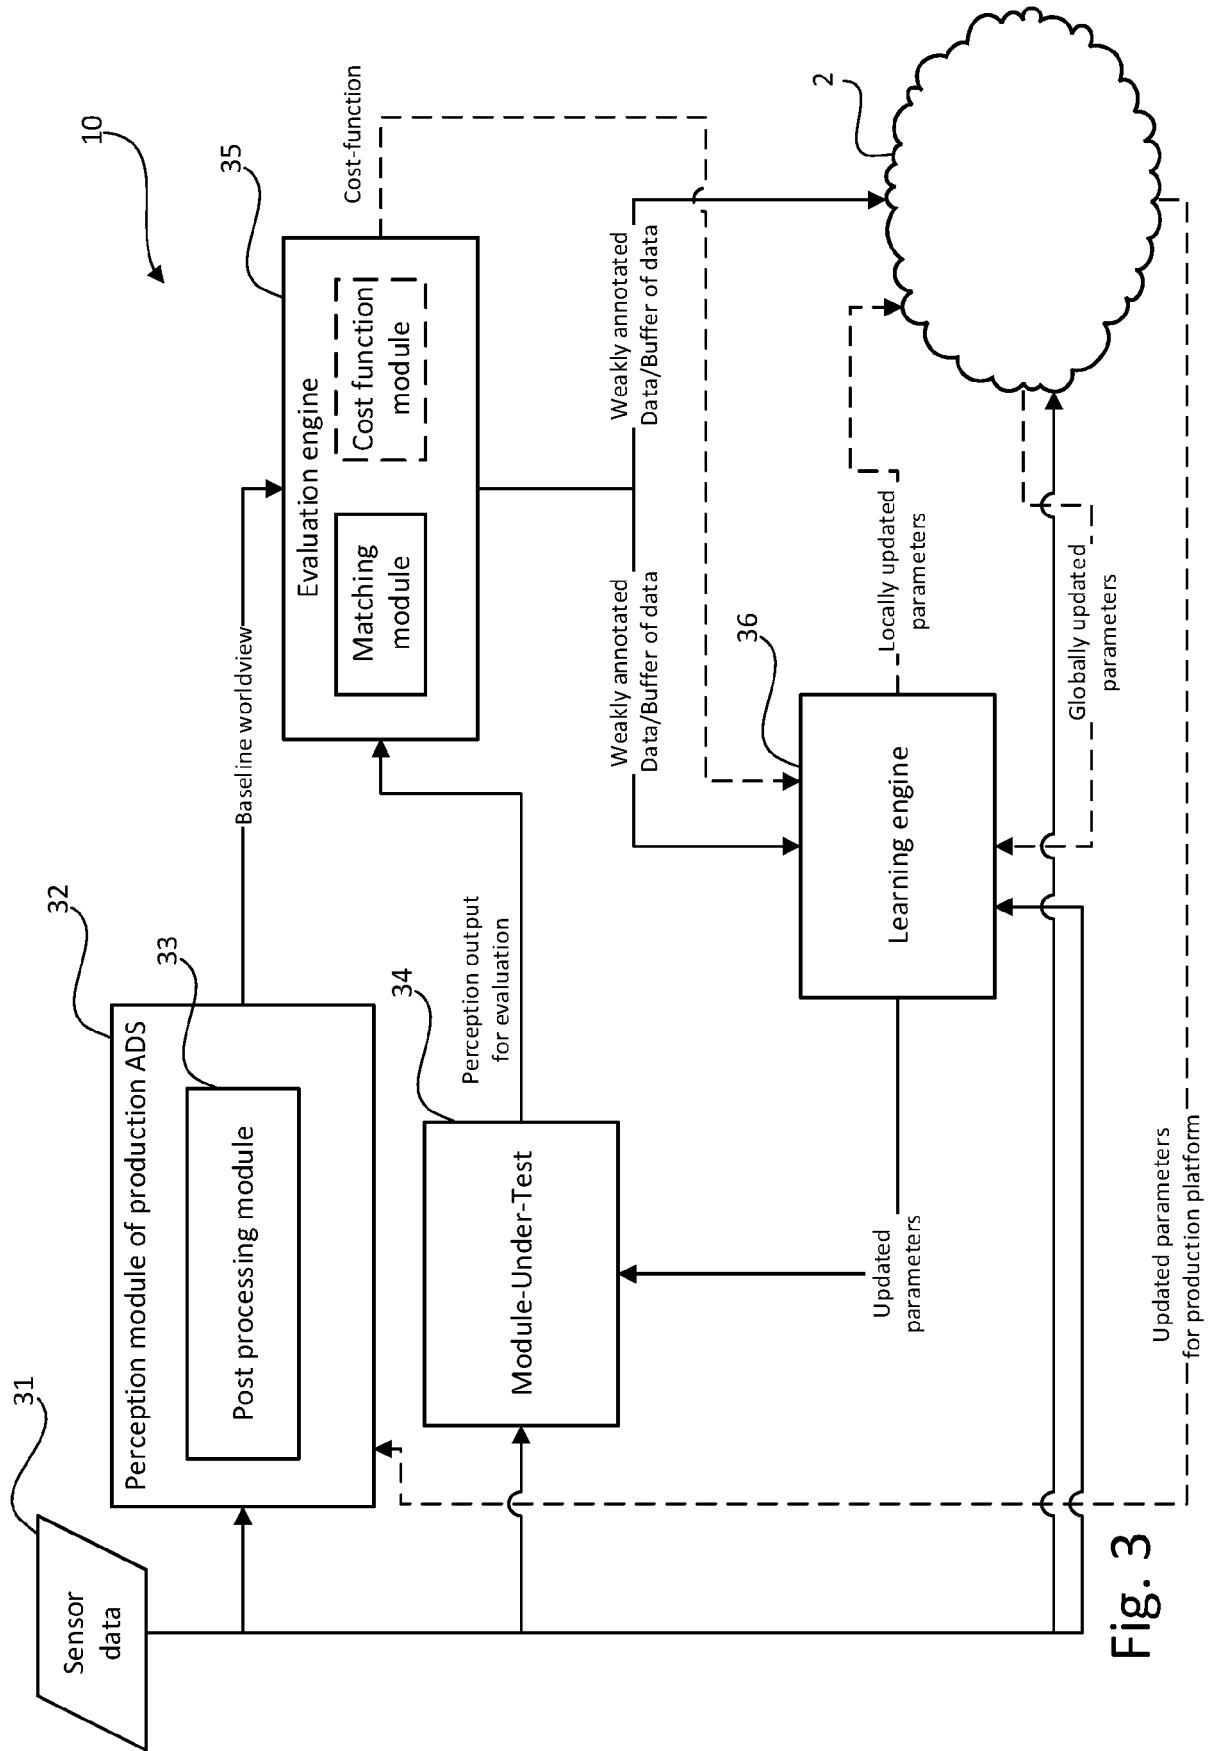 10
31
Sensor
data
32
Perception module of production ADS
33
Post processing module
Baseline worldview
35
Evaluation engine
Matching
module
Cost function
module
Cost-function
34
Module-Under-Test
Perception output
for evaluation
Weakly annotated
Data/Buffer of data
Weakly annotated
Data/Buffer of data
2
36
Learning engine
Updated
parameters
Locally updated
parameters
Globally updated
parameters
Updated parameters
for production platform
Fig. 3